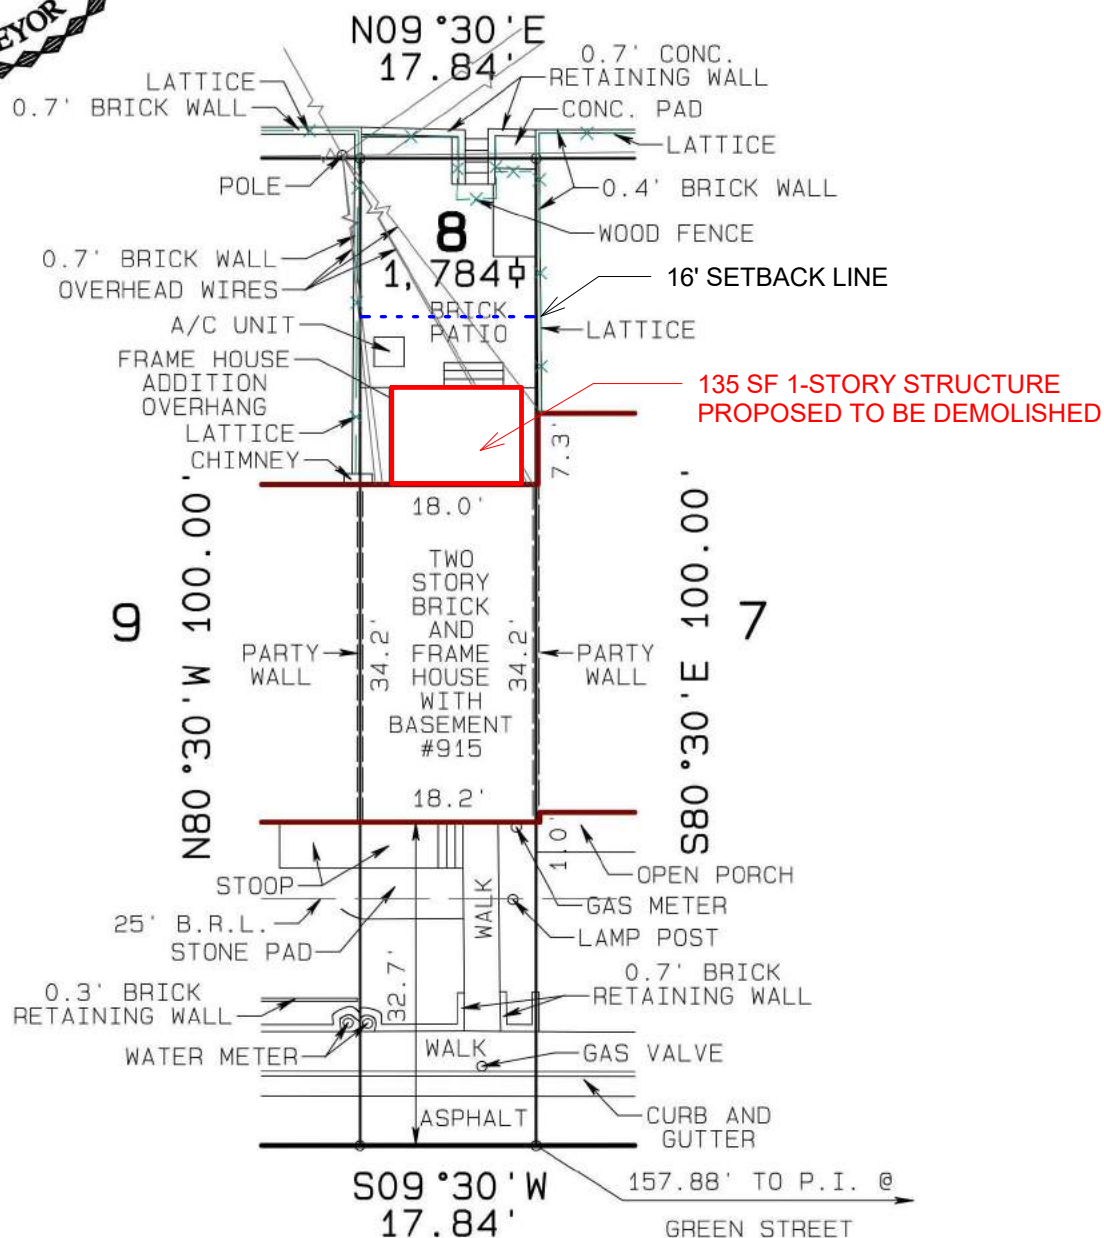 EYOR
N09°30'E
17.84'
0.7' CONC.
RETAINING WALL
LATTICE
0.7' BRICK WALL
CONC. PAD
LATTICE
POLE
0.4' BRICK WALL
8
WOOD FENCE
0.7' BRICK WALL
1,784
16' SETBACK LINE
OVERHEAD WIRES
BRICK
PATIO
A/C UNIT
LATTICE
FRAME HOUSE
ADDITION
OVERHANG
135 SF 1-STORY STRUCTURE
PROPOSED TO BE DEMOLISHED
LATTICE
7.3'
CHIMNEY
18.0'
N80°30'W 100.00'
S80°30'E 100.00'
TWO
STORY
BRICK
AND
FRAME
HOUSE
WITH
BASEMENT
#915
9
7
34.2'
34.2'
PARTY
WALL
PARTY
WALL
18.2'
1.0'
STOOP
OPEN PORCH
WALK
GAS METER
25' B.R.L.
LAMP POST
STONE PAD
32.7'
0.7' BRICK
RETAINING WALL
0.3' BRICK
RETAINING WALL
WATER METER
WALK
GAS VALVE
ASPHALT
CURB AND
GUTTER
S09°30'W
17.84'
157.88' TO P.I. @
GREEN STREET